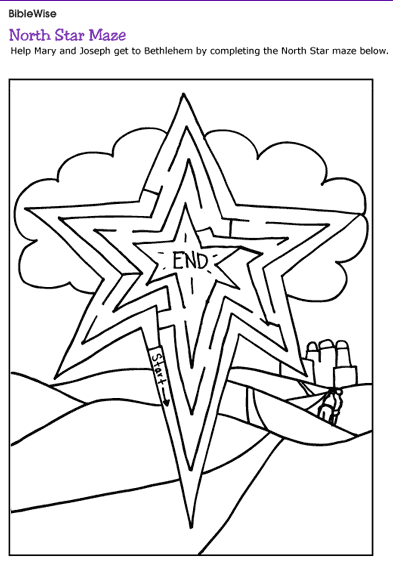 BibleWise
North Star Maze
Help Mary and Joseph get to Bethlehem by completing the North Star maze below.
END
Start